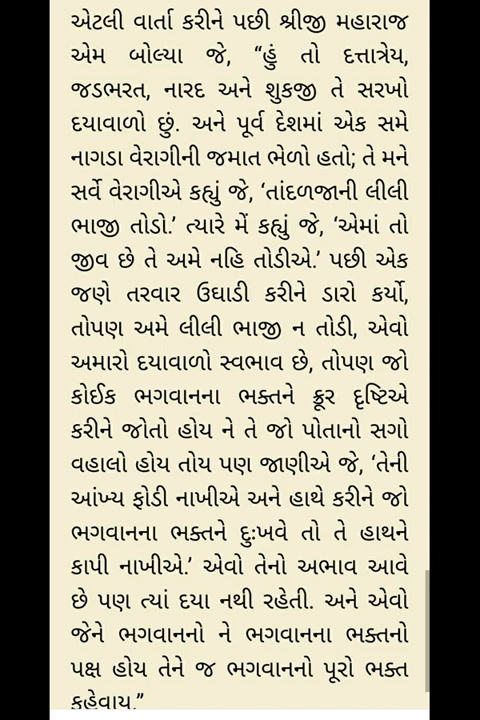 એટલી વાર્તા કરીને પછી શ્રીજી મહારાજ
એમ બોલ્યા જે, “હું તો દત્તાત્રેય,
જડભરત, નારદ અને શુકજી તે સરખો
દયાવાળો છું. અને પૂર્વ દેશમાં એક સમે
નાગડા વેરાગીની જમાત ભેળો હતો; તે મને
સર્વે વેરાગીએ કહ્યું જે, ‘તાંદળજાની લીલી
ભાજી તોડો.’ ત્યારે મેં કહ્યું જે, ‘એમાં તો
જીવ છે તે અમે નહિ તોડીએ.’ પછી એક
જણે તરવાર ઉઘાડી કરીને ડારો કર્યો,
તોપણ અમે લીલી ભાજી ન તોડી, એવો
અમારો દયાવાળો સ્વભાવ છે, તોપણ જો
કોઈક ભગવાનના ભક્તને ક્રૂર દૃષ્ટિએ
કરીને જોતો હોય ને તે જો પોતાનો સગો
વહાલો હોય તોય પણ જાણીએ જે, ‘તેની
આંખ્ય ફોડી નાખીએ અને હાથે કરીને જો
ભગવાનના ભક્તને દુઃખવે તો તે હાથને
કાપી નાખીએ.’ એવો તેનો અભાવ આવે
છે પણ ત્યાં દયા નથી રહેતી. અને એવો
જેને ભગવાનનો ને ભગવાનના ભક્તનો
પક્ષ હોય તેને જ ભગવાનનો પૂરો ભક્ત
કહેવાય.”